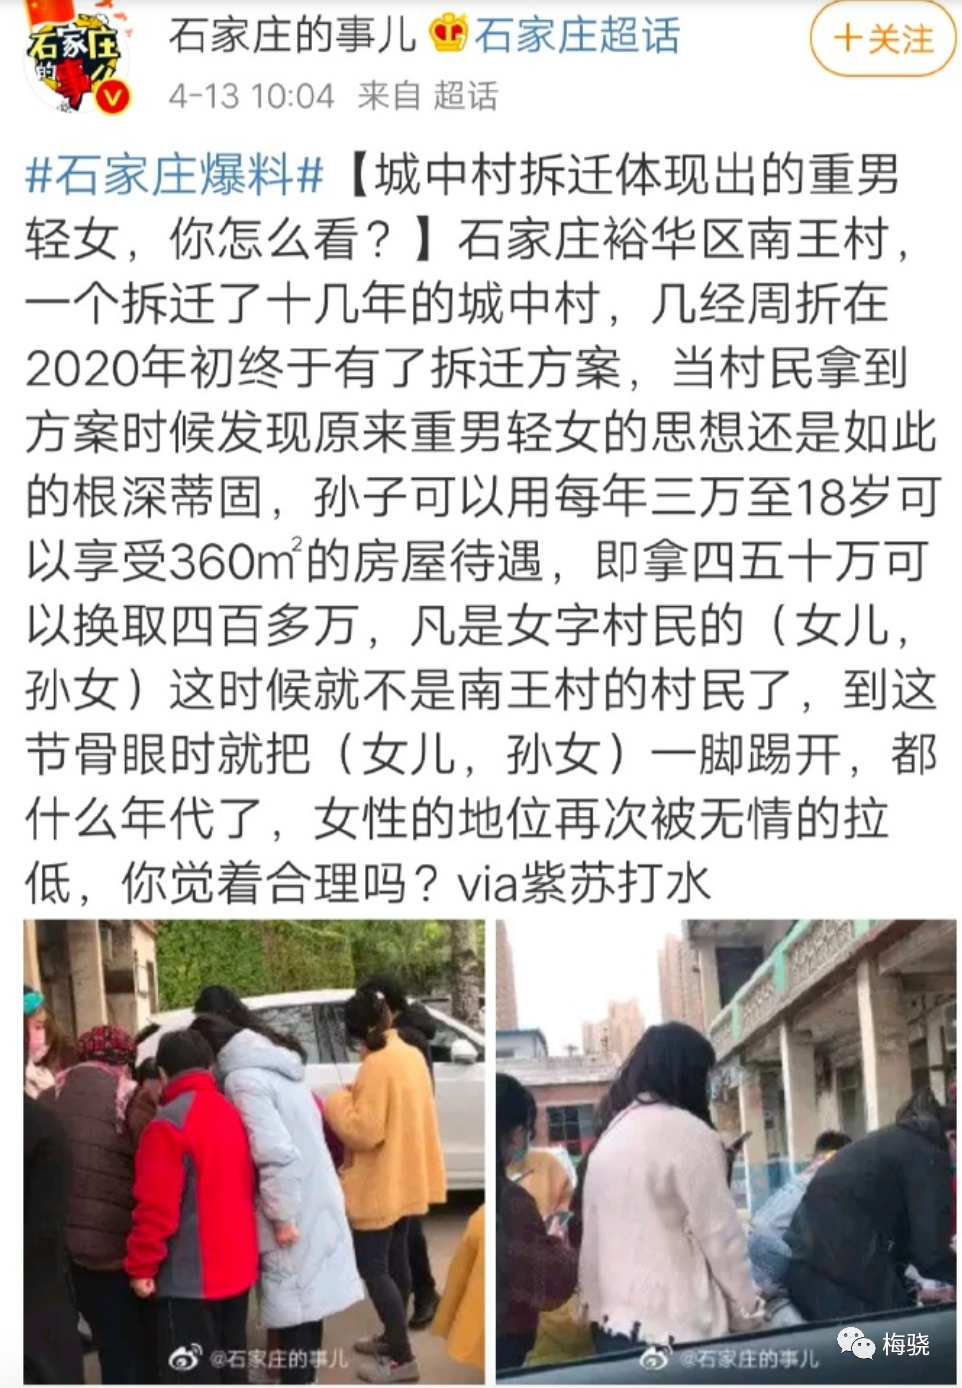 石家庄的事儿
石家庄的事儿 石家庄超话
+关注
4-13 10:04 来自 超话
#石家庄爆料#【城中村拆迁体现出的重男
轻女，你怎么看？】石家庄裕华区南王村，
一个拆迁了十几年的城中村，几经周折在
2020年初终于有了拆迁方案，当村民拿到
方案时候发现原来重男轻女的思想还是如此
的根深蒂固，孙子可以用每年三万至18岁可
以享受360㎡的房屋待遇，即拿四五十万可
以换取四百多万，凡是女字村民的（女儿，
孙女）这时候就不是南王村的村民了，到这
节骨眼时就把（女儿，孙女）一脚踢开，都
什么年代了，女性的地位再次被无情的拉
低，你觉着合理吗？via紫苏打水
@石家庄的事儿
@石家庄的事儿
梅骁